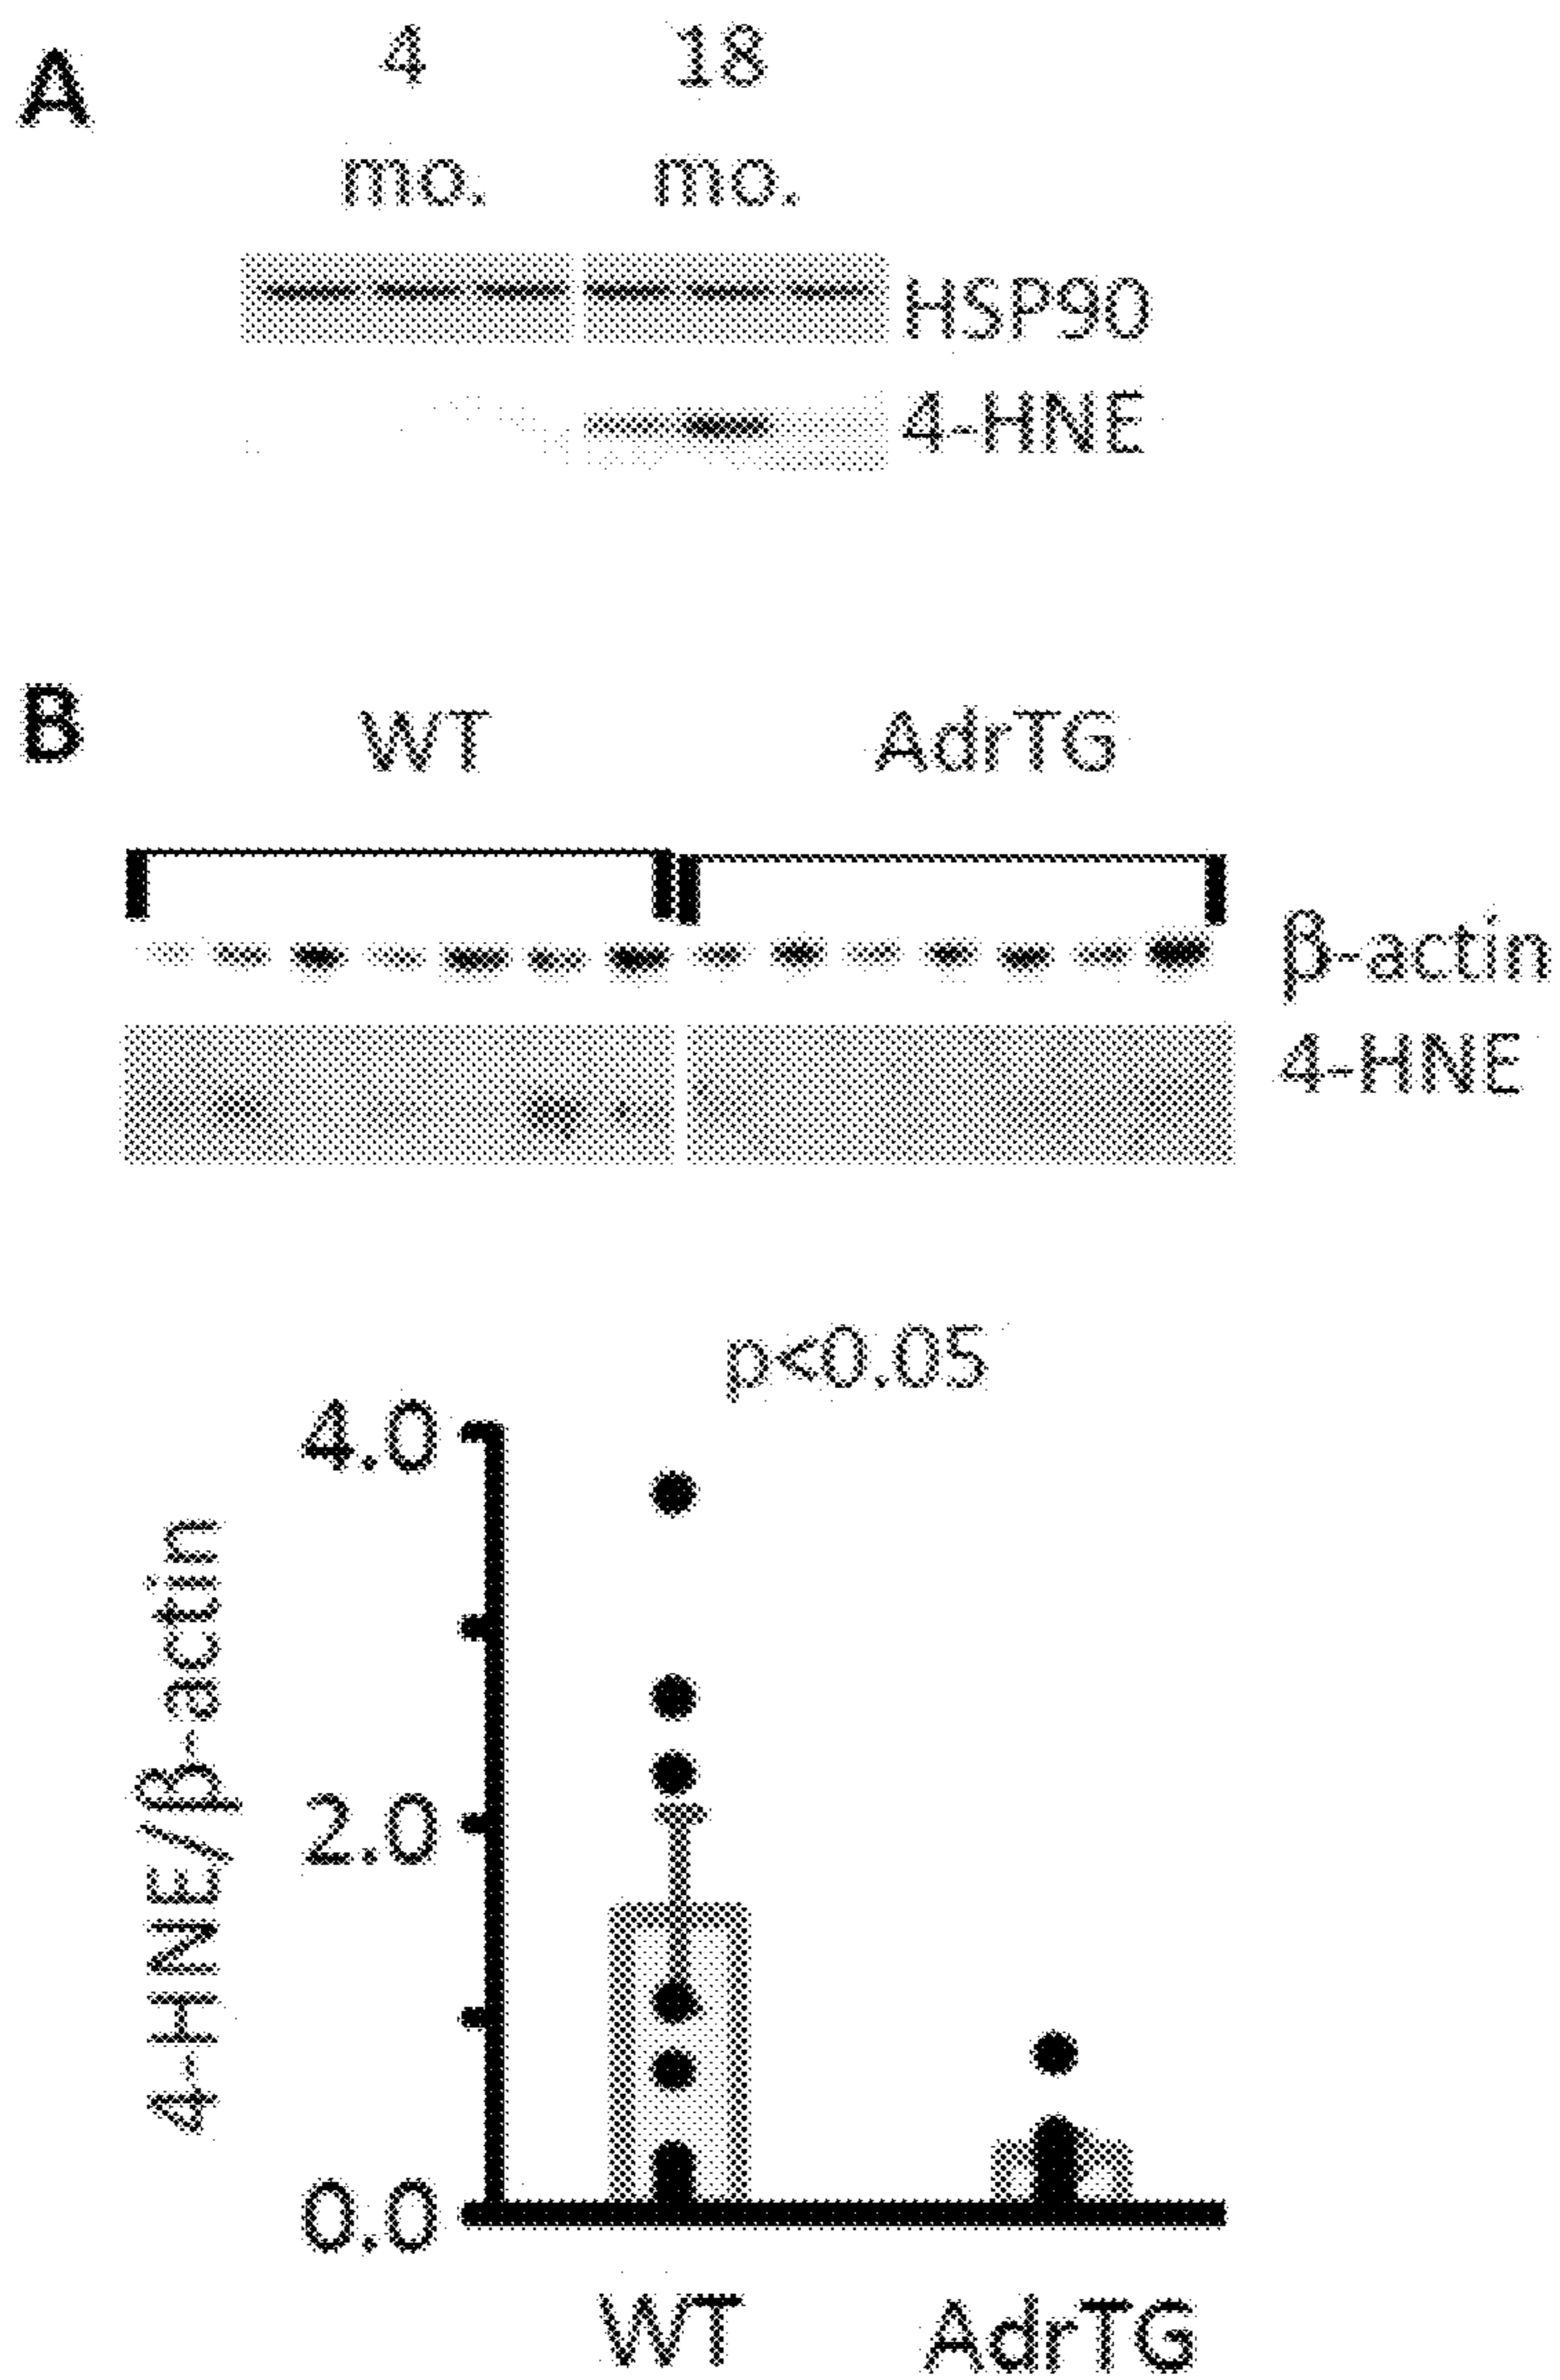 A
4 18
mo. mo.
HSP90
4-HNE
B
WT AdrTG
β-actin
4-HNE
p<0.05
4-HNE/β-actin
4.0
2.0
0.0
WT AdrTG